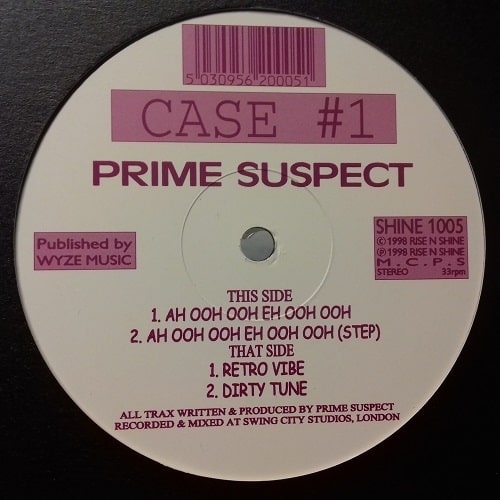 5 030956 200051
CASE #1
PRIME SUSPECT
Published by
WYZE MUSIC
SHINE 1005
© 1998 RISE N SHINE
℗ 1998 RISE N SHINE
M.C.P.S
STEREO 33rpm
THIS SIDE
1. AH OOH OOH EH OOH OOH
2. AH OOH OOH EH OOH OOH (STEP)
THAT SIDE
1. RETRO VIBE
2. DIRTY TUNE
ALL TRAX WRITTEN & PRODUCED BY PRIME SUSPECT
RECORDED & MIXED AT SWING CITY STUDIOS, LONDON